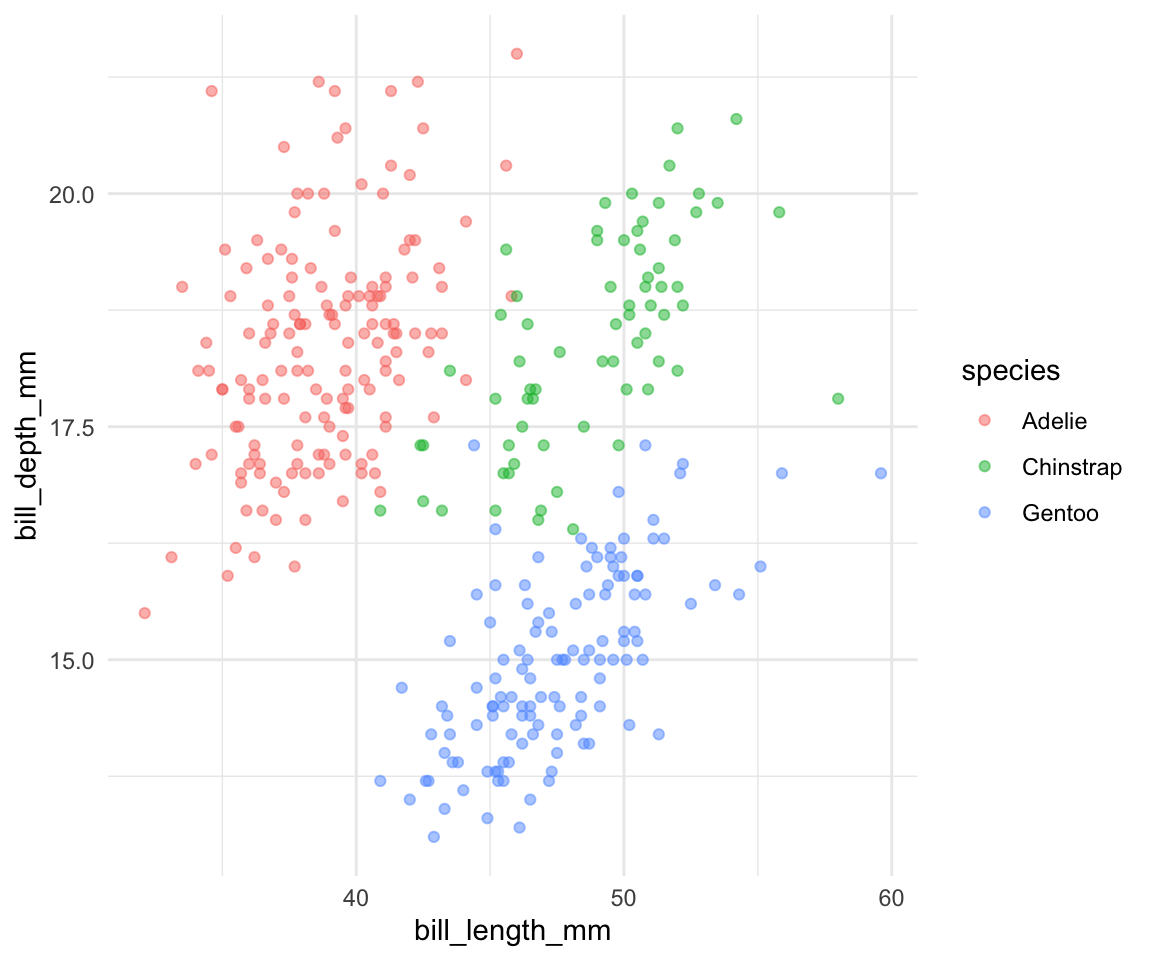 bill_depth_mm
20.0
17.5
15.0
40
50
60
bill_length_mm
species
Adelie
Chinstrap
Gentoo